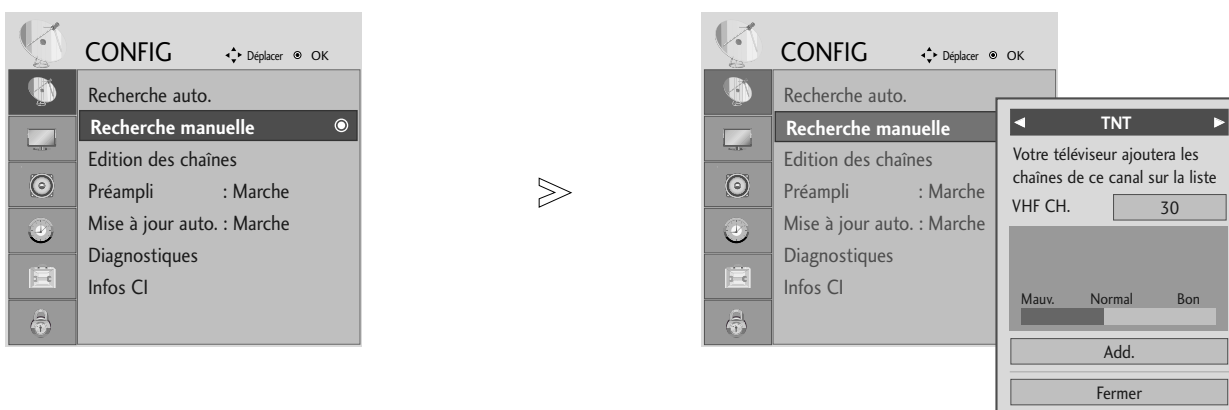 CONFIG
Déplacer OK
Recherche auto.
Recherche manuelle
Edition des chaînes
Préampli : Marche
Mise à jour auto. : Marche
Diagnostiques
Infos CI
CONFIG
Déplacer OK
Recherche auto.
Recherche manuelle
Edition des chaînes
Préampli : Marche
Mise à jour auto. : Marche
Diagnostiques
Infos CI
TNT
Votre téléviseur ajoutera les
chaînes de ce canal sur la liste
VHF CH. 30
Mauv. Normal Bon
Add.
Fermer